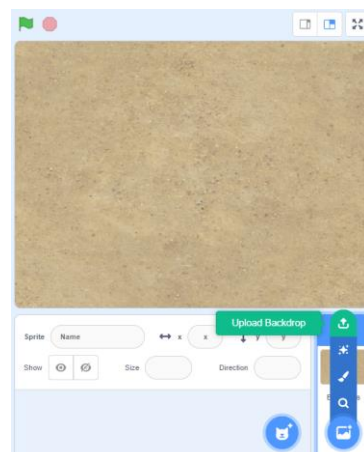 Upload Backdrop
Sprite Name x x y y
Show Size Direction